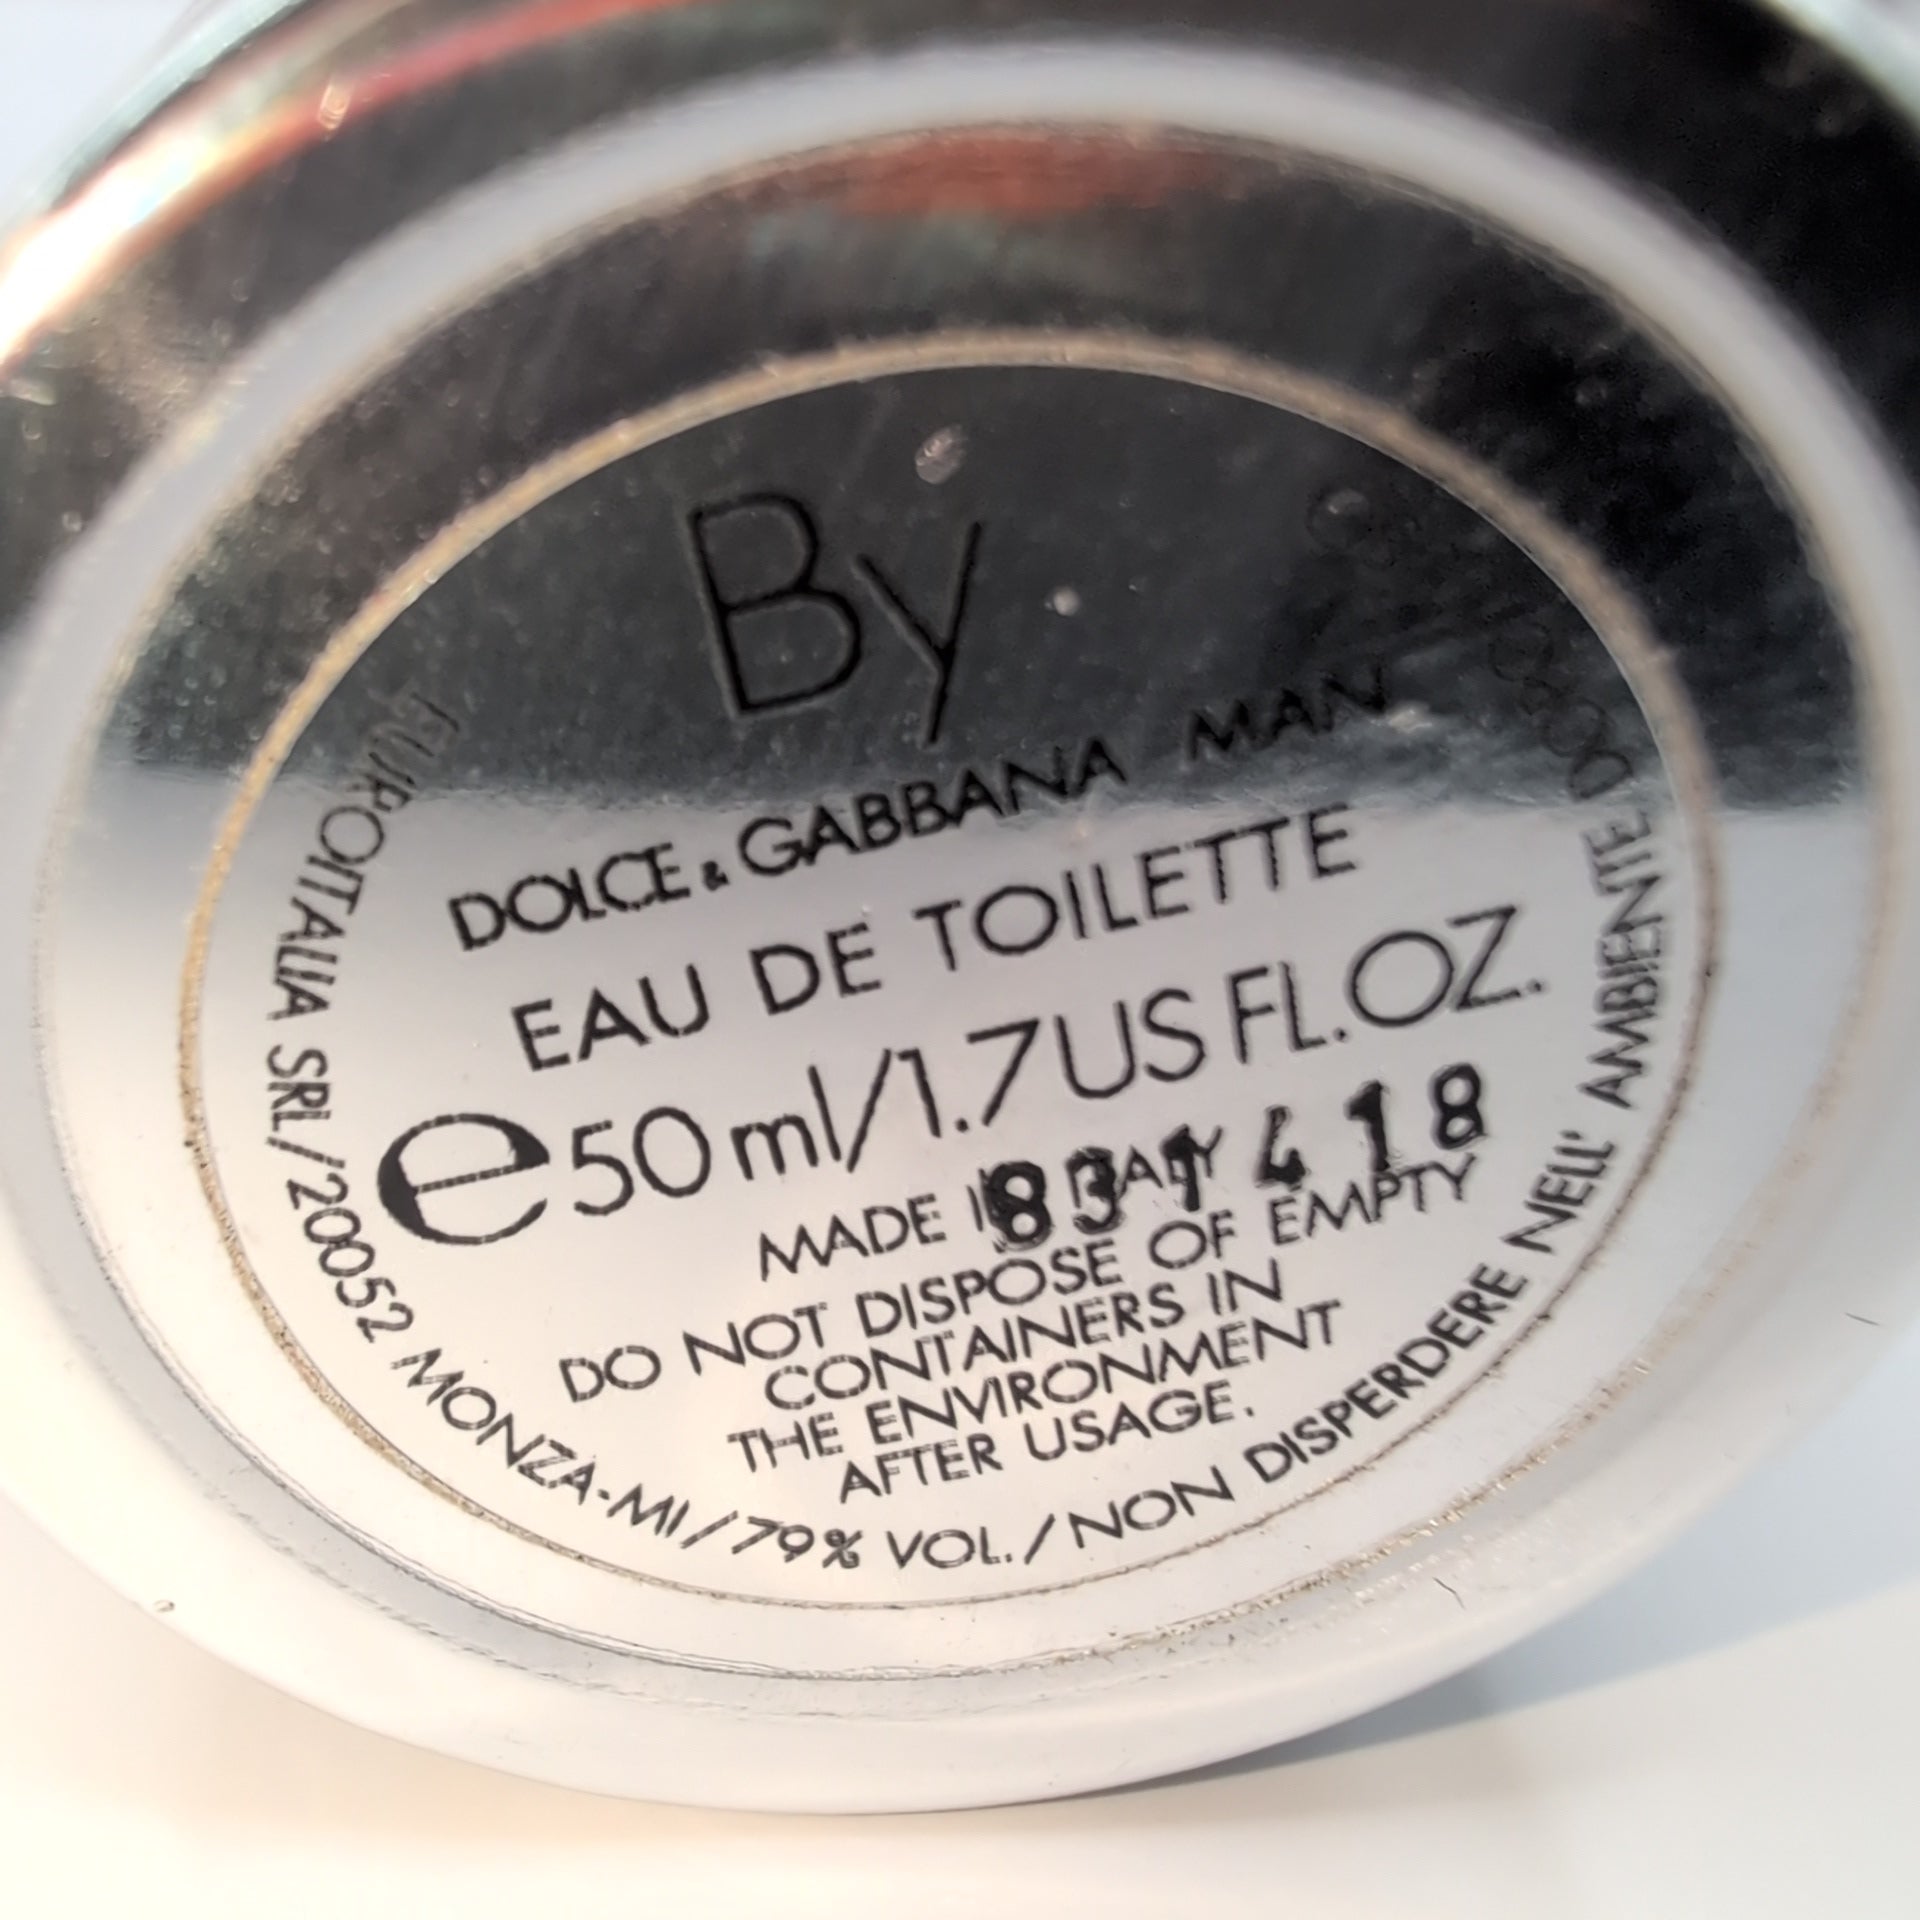 By
DOLCE & GABBANA MAN
EAU DE TOILETTE
e 50 ml/1.7 US FL.OZ.
MADE IN ITALY
831418
DO NOT DISPOSE OF EMPTY
CONTAINERS IN
THE ENVIRONMENT
AFTER USAGE.
EUROITALIA SRL/20052 MONZA-MI/79% VOL./NON DISPERDERE NELL' AMBIENTE DOPO